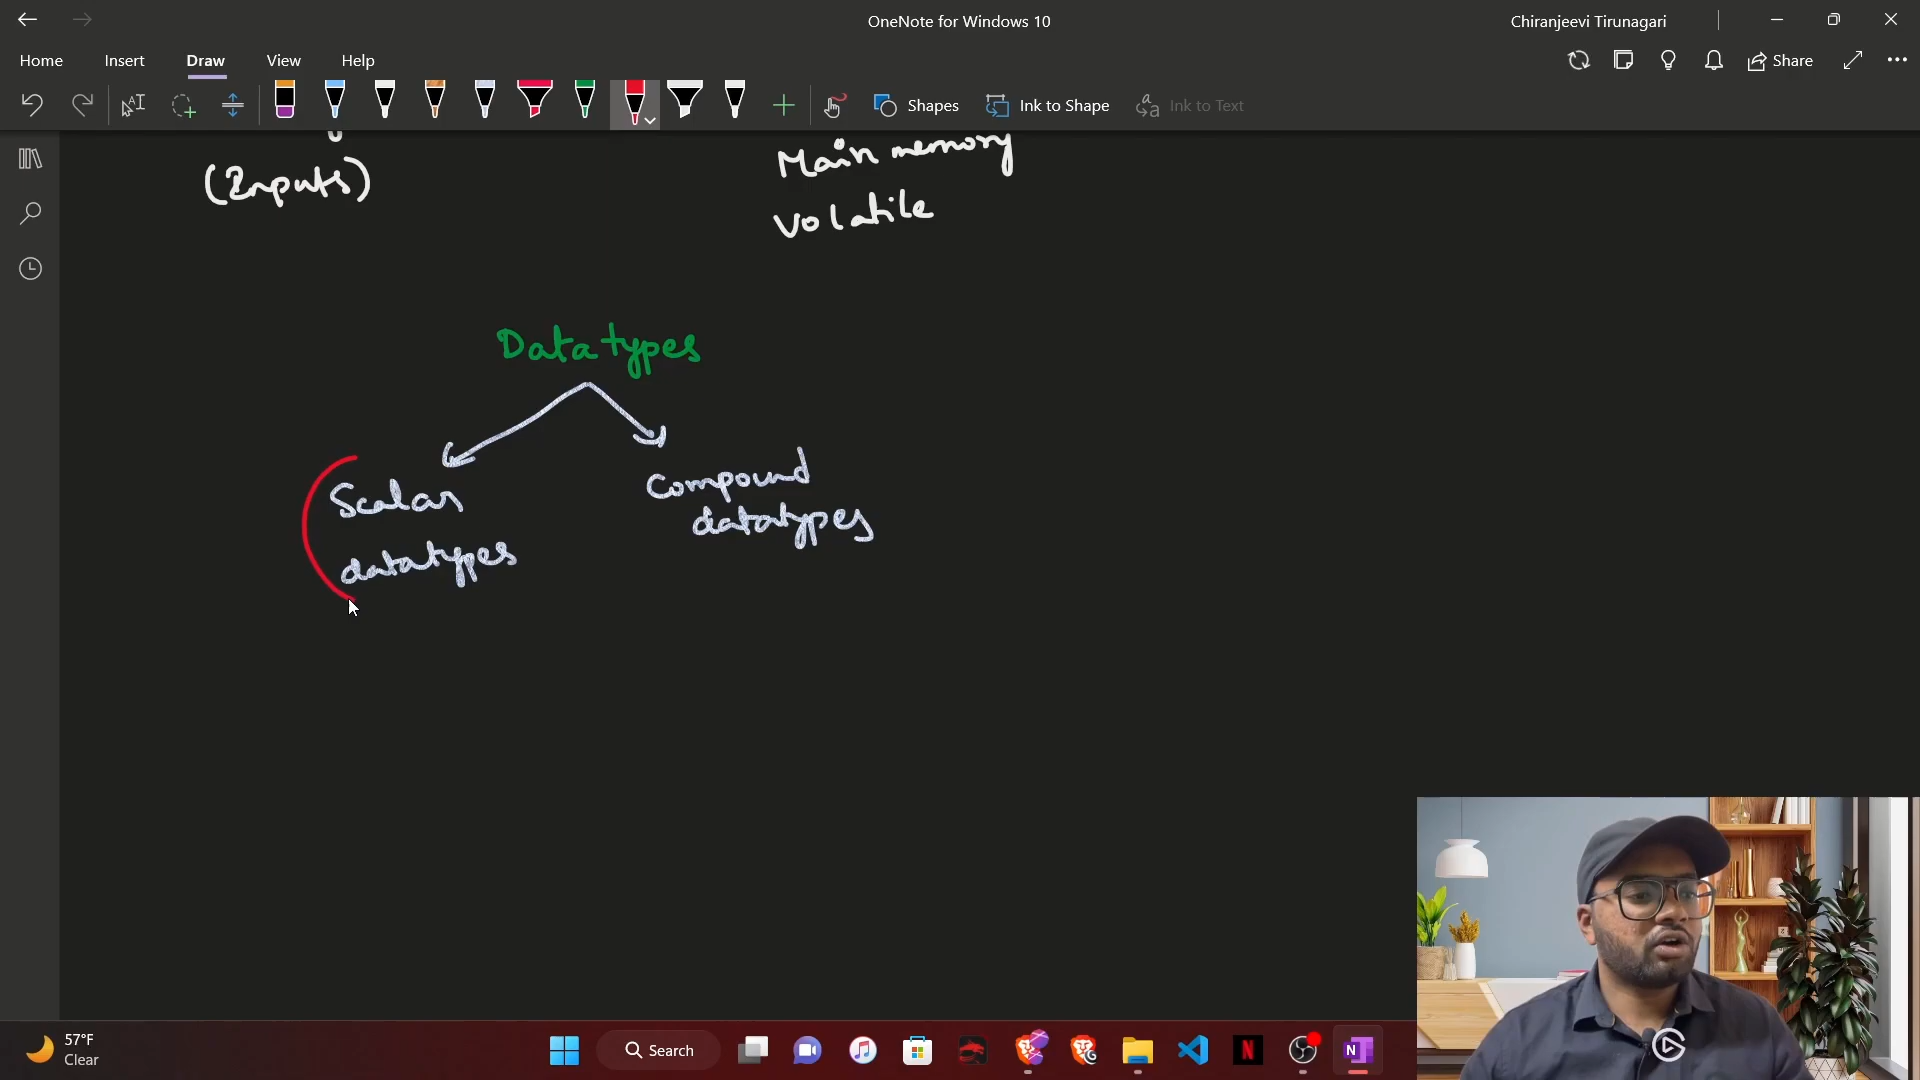 OneNote for Windows 10
Chiranjeevi Tirunagari
Home Insert Draw View Help
Share
Shapes Ink to Shape Ink to Text
(Inputs)
Main memory
Volatile
Datatypes
Scalar
datatypes
Compound
datatypes
57°F
Clear
Search